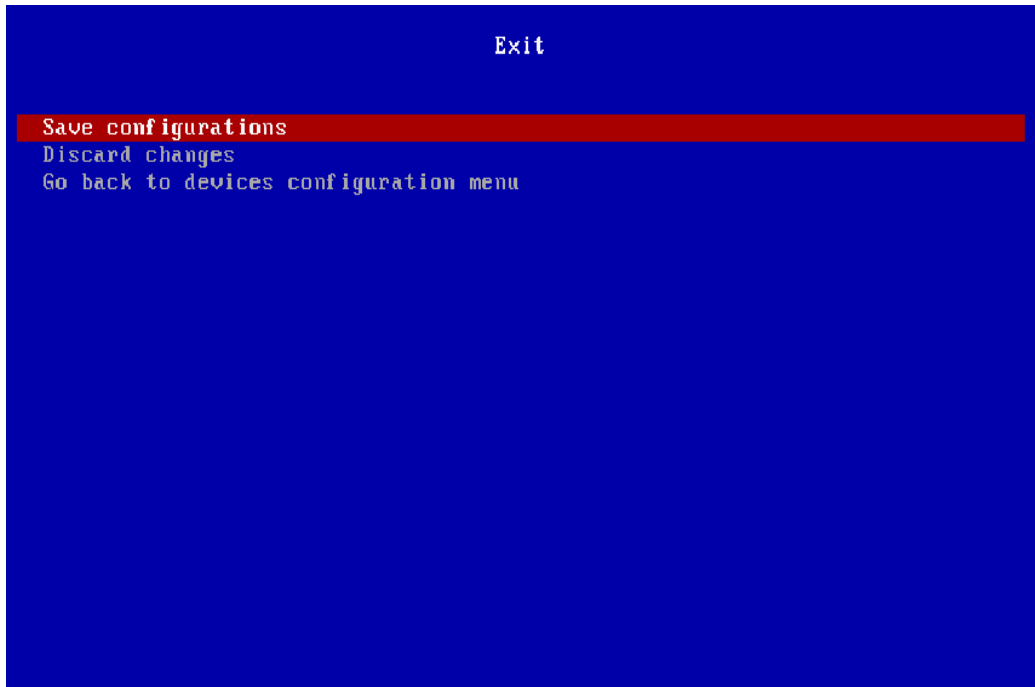 Exit
Save configurations
Discard changes
Go back to devices configuration menu